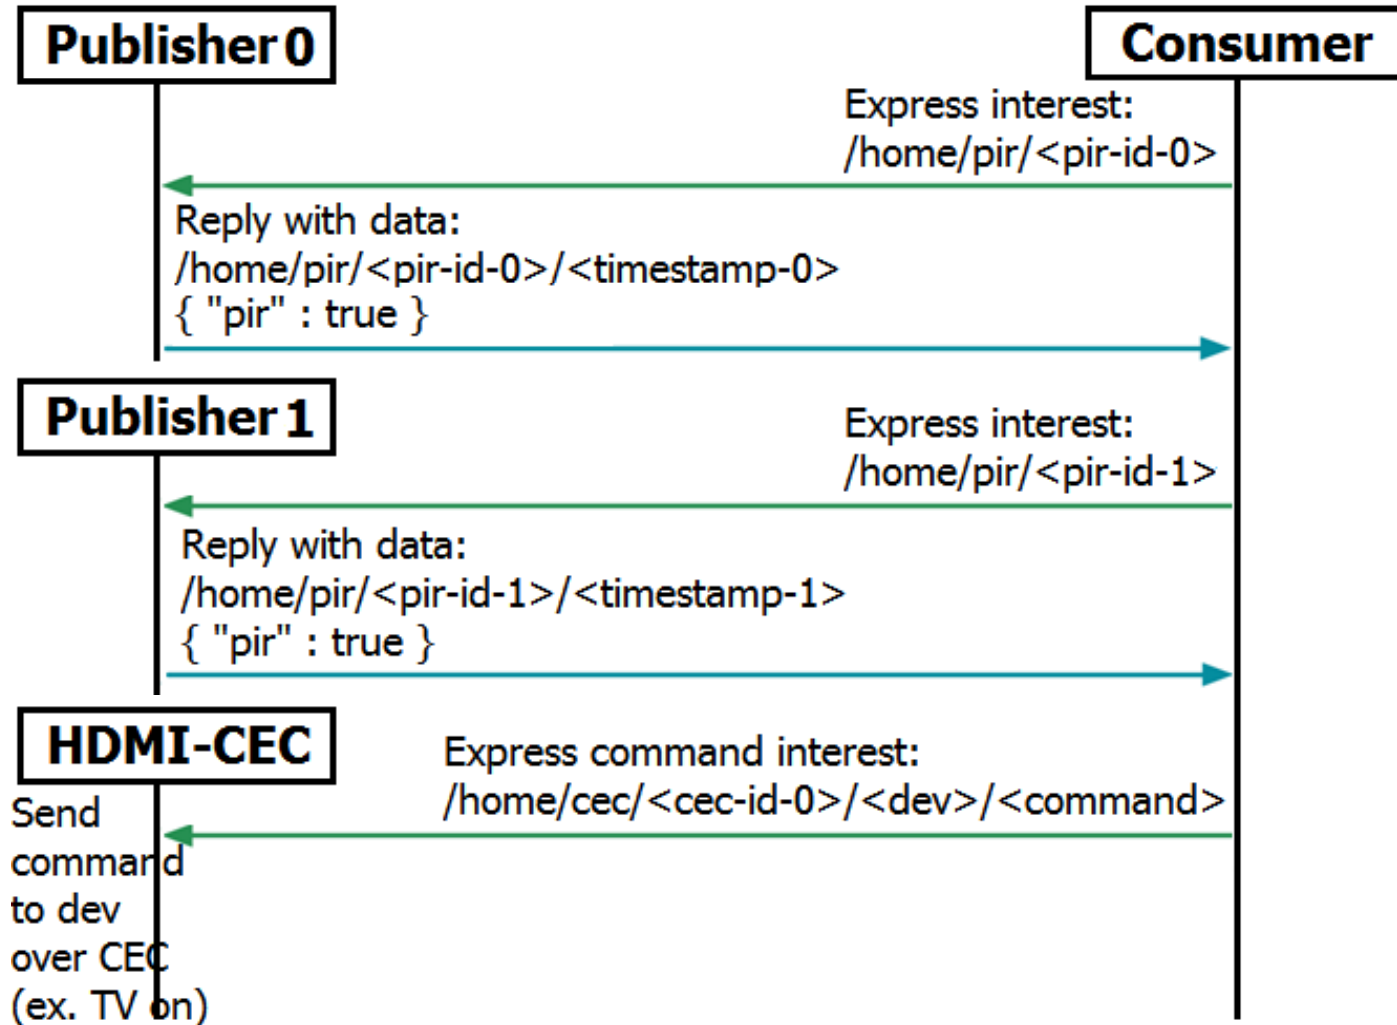 Publisher 0
Consumer
Express interest:
/home/pir/<pir-id-0>
Reply with data:
/home/pir/<pir-id-0>/<timestamp-0>
{ "pir" : true }
Publisher 1
Express interest:
/home/pir/<pir-id-1>
Reply with data:
/home/pir/<pir-id-1>/<timestamp-1>
{ "pir" : true }
HDMI-CEC
Express command interest:
/home/cec/<cec-id-0>/<dev>/<command>
Send
command
to dev
over CEC
(ex. TV on)